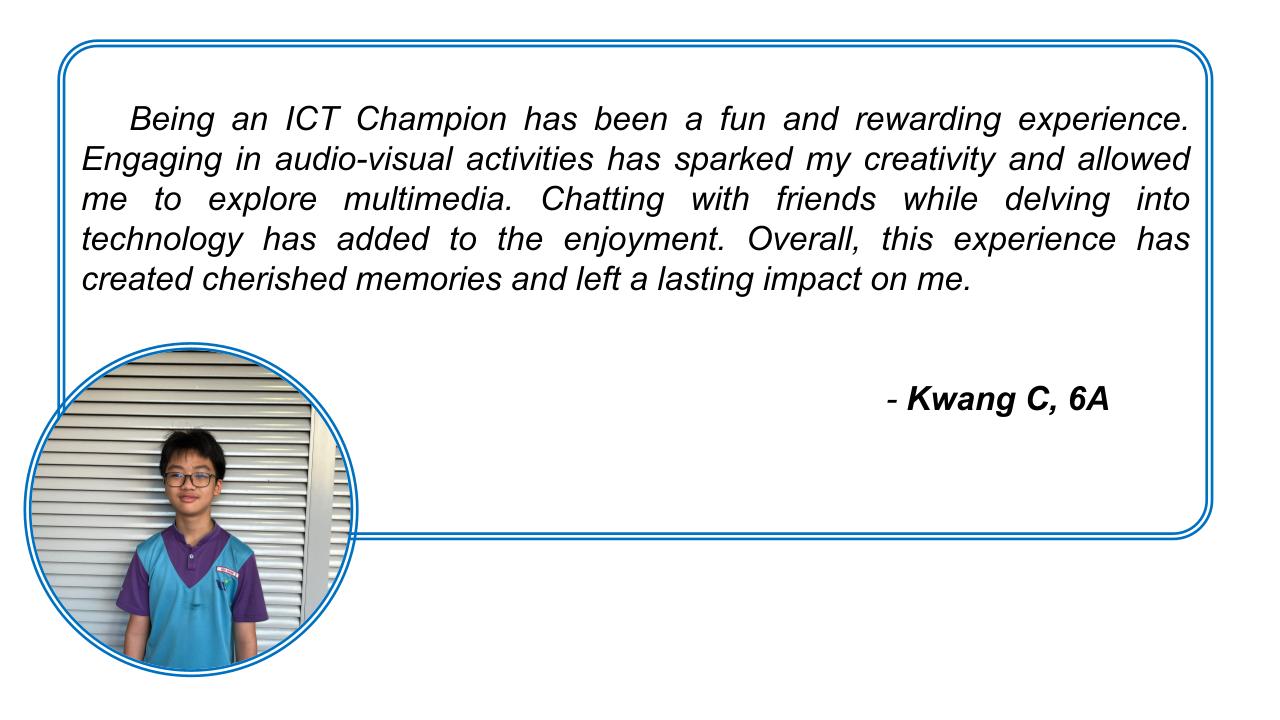 Being an ICT Champion has been a fun and rewarding experience.
Engaging in audio-visual activities has sparked my creativity and allowed
me to explore multimedia. Chatting with friends while delving into
technology has added to the enjoyment. Overall, this experience has
created cherished memories and left a lasting impact on me.
- Kwang C, 6A